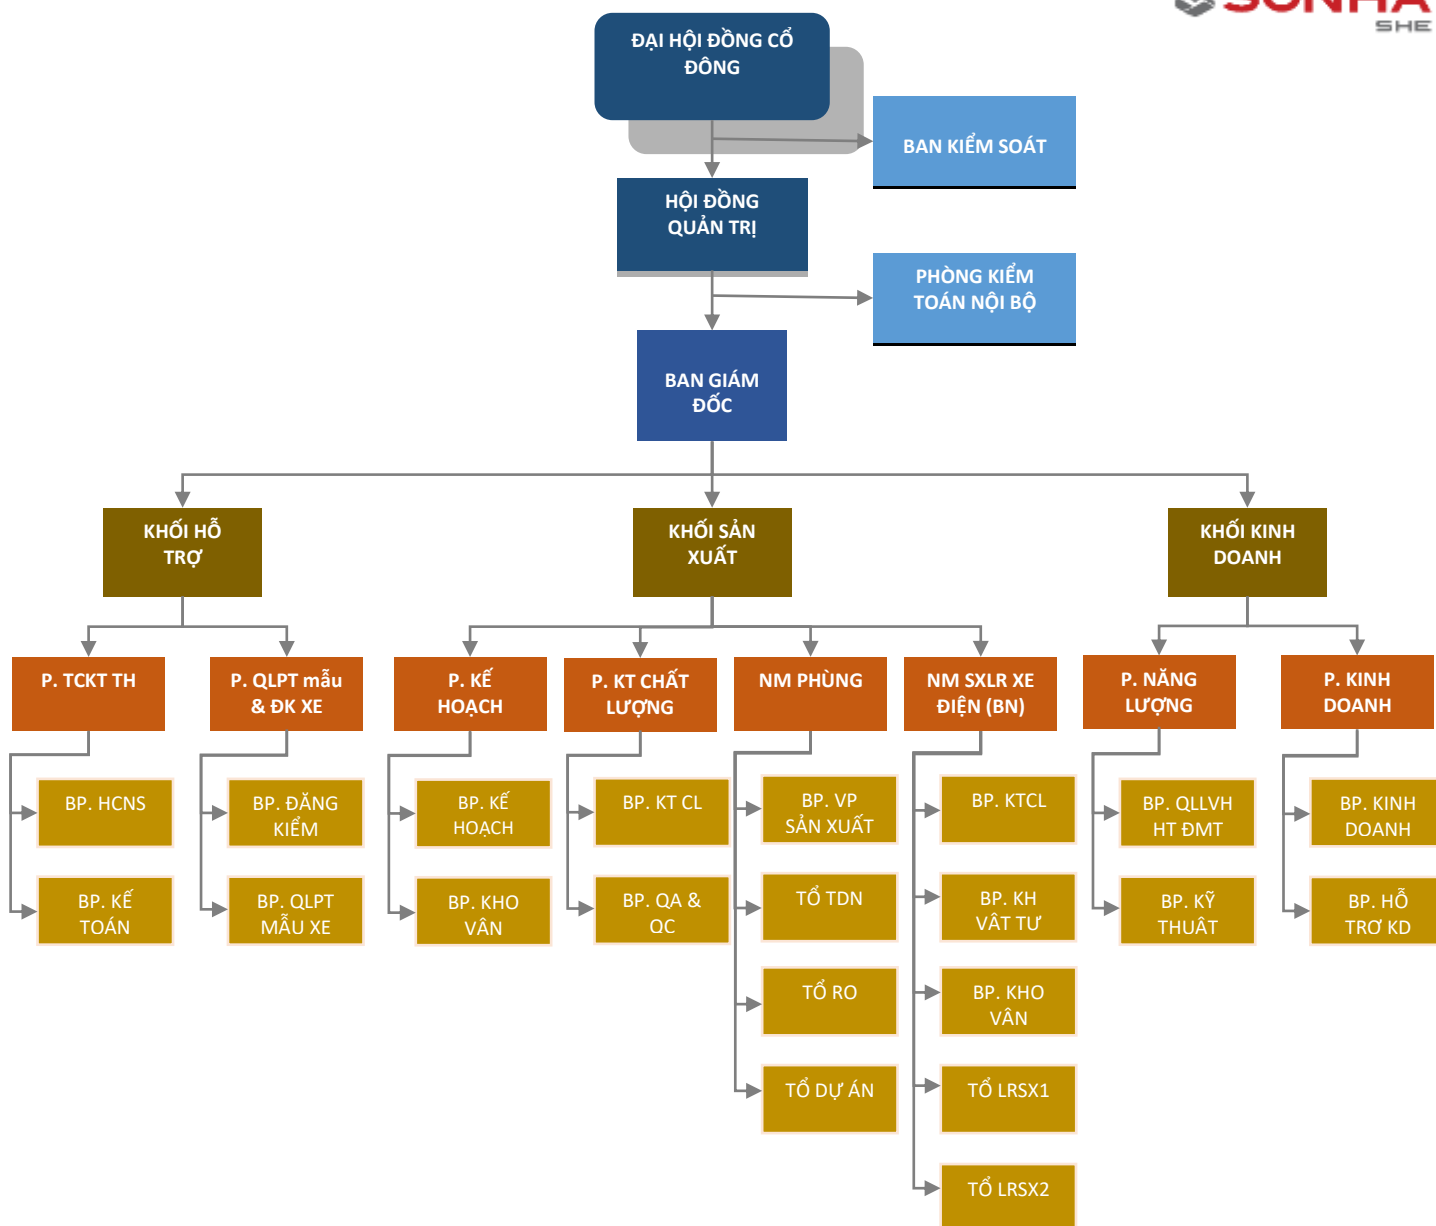 SONHA
SHE
ĐẠI HỘI ĐỒNG CỔ
ĐÔNG
BAN KIỂM SOÁT
HỘI ĐỒNG
QUẢN TRỊ
PHÒNG KIỂM
TOÁN NỘI BỘ
BAN GIÁM
ĐỐC
KHỐI HỖ
TRỢ
KHỐI SẢN
XUẤT
KHỐI KINH
DOANH
P. TCKT TH
P. QLPT mẫu
& ĐK XE
P. KẾ
HOẠCH
P. KT CHẤT
LƯỢNG
NM PHÙNG
NM SXLR XE
ĐIỆN (BN)
P. NĂNG
LƯỢNG
P. KINH
DOANH
BP. HCNS
BP. ĐĂNG
KIỂM
BP. KẾ
HOẠCH
BP. KT CL
BP. VP
SẢN XUẤT
BP. KTCL
BP. QLLVH
HT ĐMT
BP. KINH
DOANH
BP. KẾ
TOÁN
BP. QLPT
MẪU XE
BP. KHO
VẬN
BP. QA &
QC
TỔ TDN
BP. KH
VẬT TƯ
BP. KỸ
THUẬT
BP. HỖ
TRỢ KD
TỔ RO
BP. KHO
VẬN
TỔ DỰ ÁN
TỔ LRSX1
TỔ LRSX2